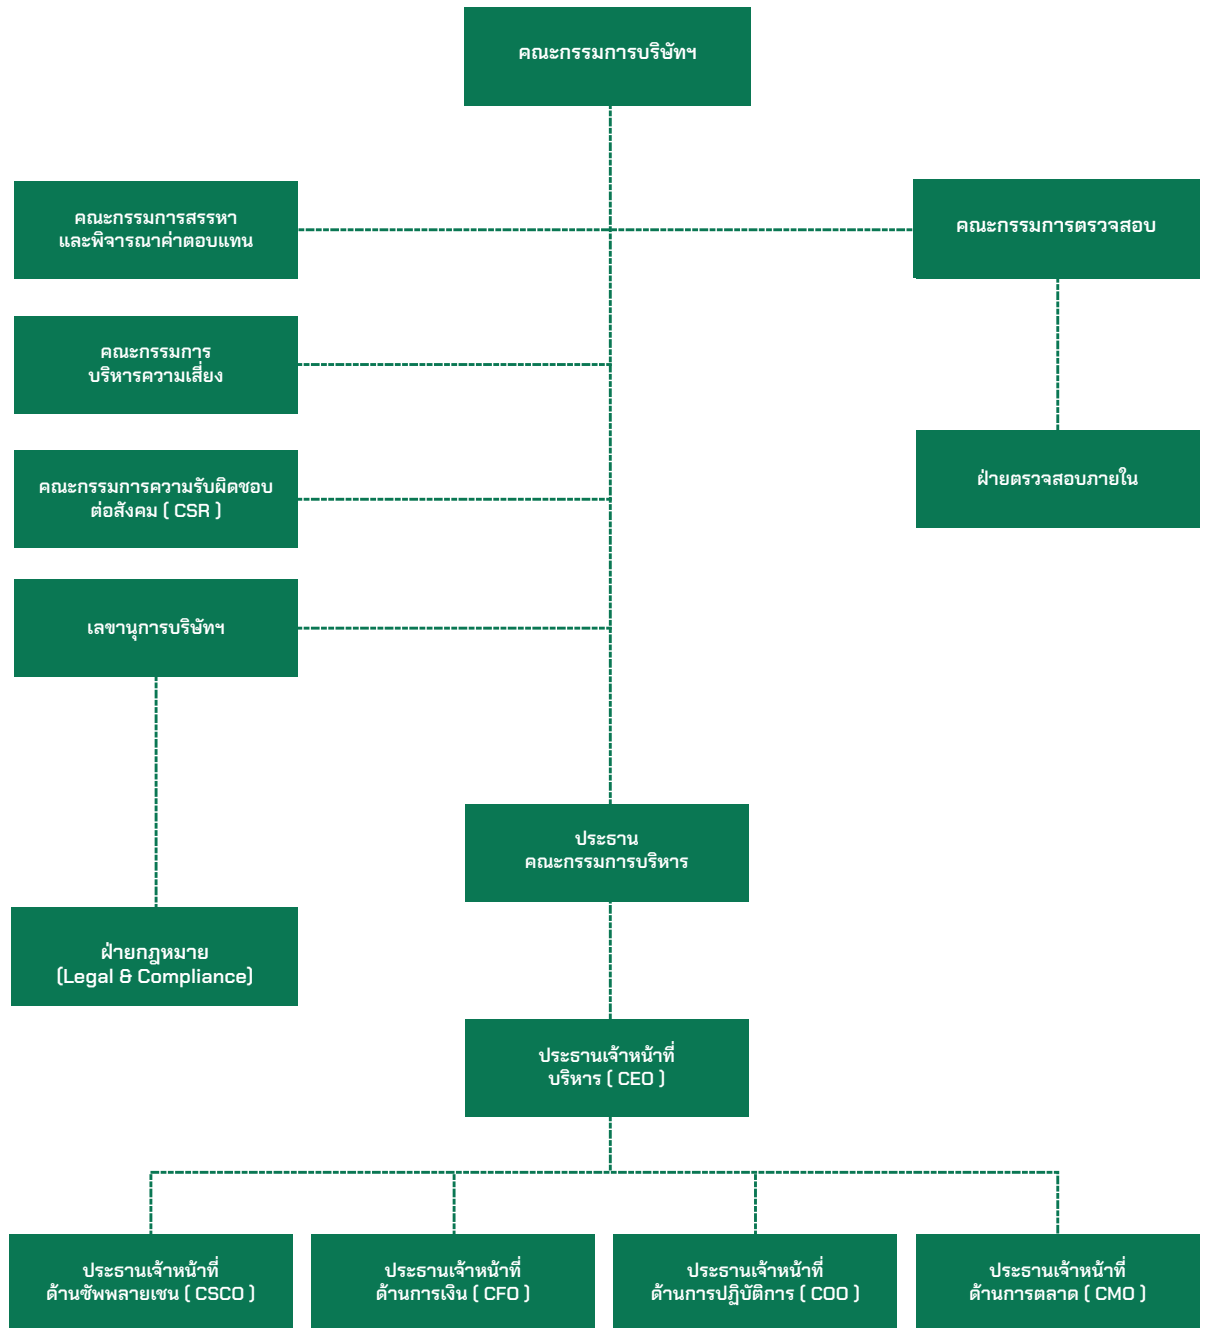 คณะกรรมการบริษัทฯ
คณะกรรมการสรรหา
และพิจารณาค่าตอบแทน
คณะกรรมการตรวจสอบ
คณะกรรมการ
บริหารความเสี่ยง
คณะกรรมการความรับผิดชอบ
ต่อสังคม ( CSR )
ฝ่ายตรวจสอบภายใน
เลขานุการบริษัทฯ
ประธาน
คณะกรรมการบริหาร
ฝ่ายกฎหมาย
(Legal & Compliance)
ประธานเจ้าหน้าที่
บริหาร ( CEO )
ประธานเจ้าหน้าที่
ด้านซัพพลายเชน ( CSCO )
ประธานเจ้าหน้าที่
ด้านการเงิน ( CFO )
ประธานเจ้าหน้าที่
ด้านการปฏิบัติการ ( COO )
ประธานเจ้าหน้าที่
ด้านการตลาด ( CMO )